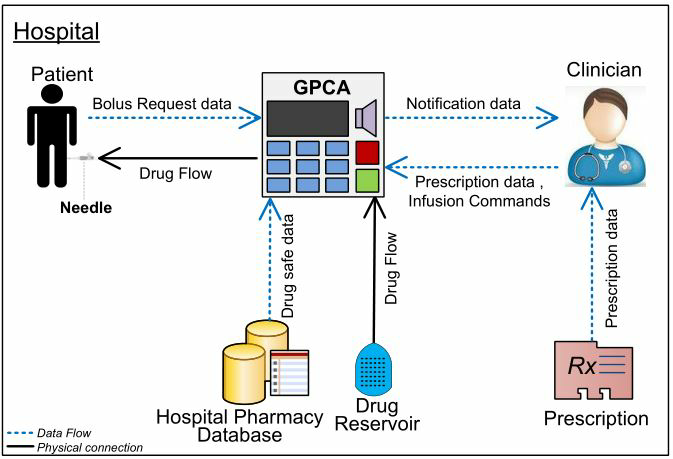 Hospital
Patient
Bolus Request data
GPCA
Notification data
Clinician
Drug Flow
Prescription data ,
Infusion Commands
Needle
Drug safe data
Drug Flow
Prescription data
Rx
Hospital Pharmacy
Database
Drug
Reservoir
Prescription
Data Flow
Physical connection